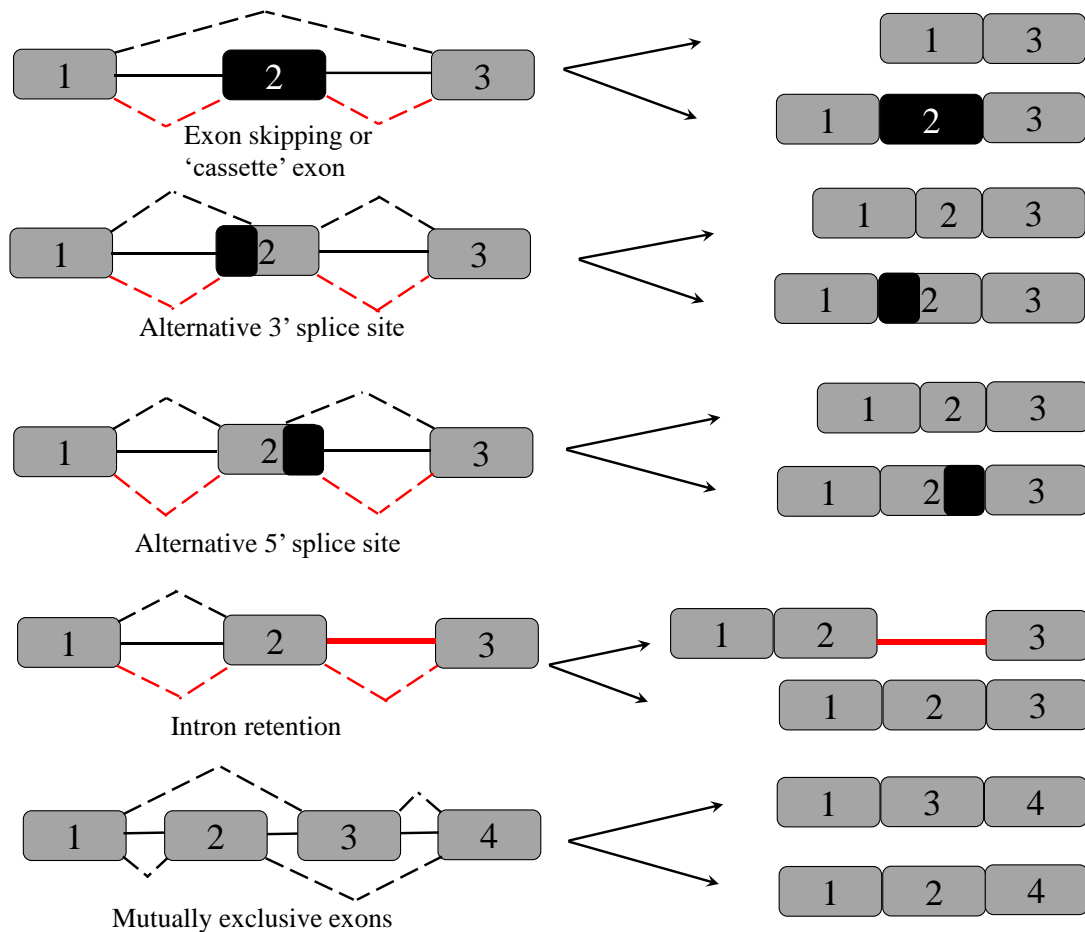 1 3
1 2 3
1 2 3
Exon skipping or
‘cassette’ exon
1 2 3
1 2 3
1 2 3
Alternative 3’ splice site
1 2 3
1 2 3
1 2 3
Alternative 5’ splice site
1 2 3
1 2 3
1 2 3
Intron retention
1 3 4
1 2 3 4
1 2 4
Mutually exclusive exons